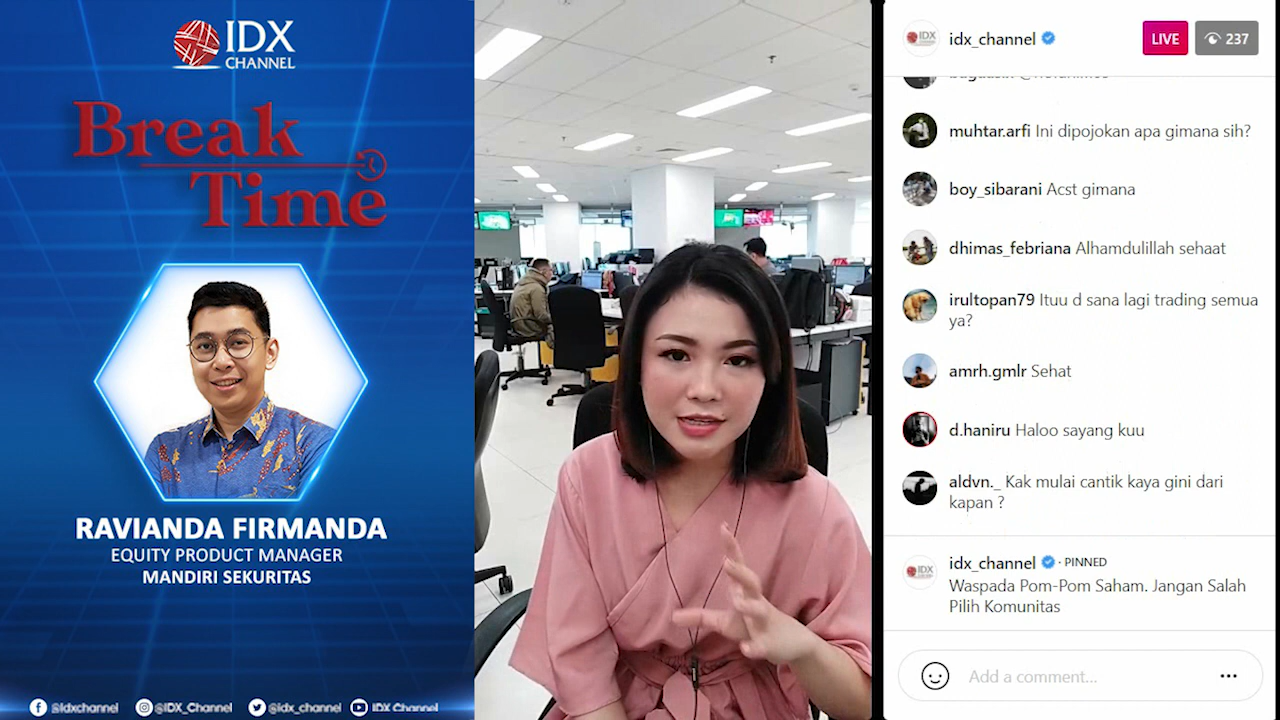 IDX
CHANNEL
Break
Time
RAVIANDA FIRMANDA
EQUITY PRODUCT MANAGER
MANDIRI SEKURITAS
@idxchannel
@IDX_Channel
@idx_channel
IDX Channel
idx_channel
LIVE
237
muhtar.arfi Ini dipojokan apa gimana sih?
boy_sibarani Acst gimana
dhimas_febriana Alhamdulillah sehaat
irultopan79 Ituu d sana lagi trading semua
ya?
amrh.gmlr Sehat
d.haniru Haloo sayang kuu
aldvn._ Kak mulai cantik kaya gini dari
kapan ?
idx_channel · PINNED
Waspada Pom-Pom Saham. Jangan Salah
Pilih Komunitas
Add a comment...